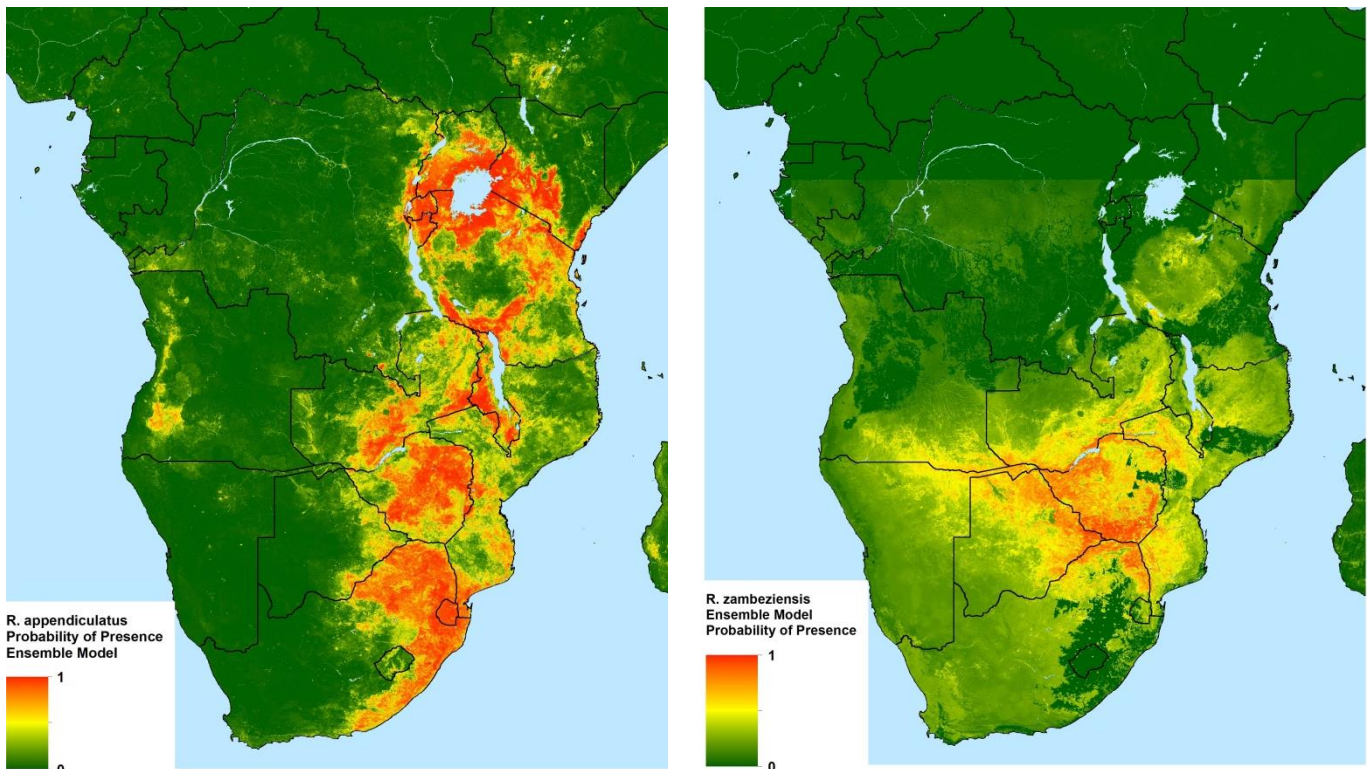 R. appendiculatus
Probability of Presence
Ensemble Model
1
0
R. zambeziensis
Ensemble Model
Probability of Presence
1
0